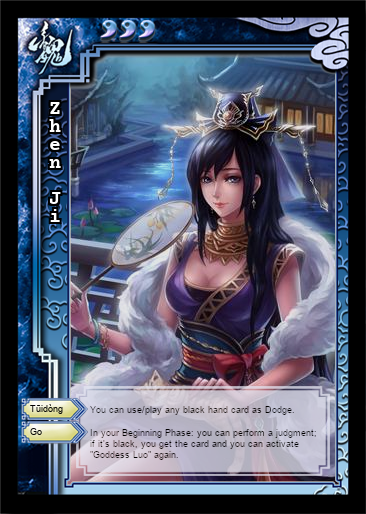 Zhen Ji
Tūidòng
You can use/play any black hand card as Dodge.
Go
In your Beginning Phase: you can perform a judgment;
if it's black, you get the card and you can activate
"Goddess Luo" again.